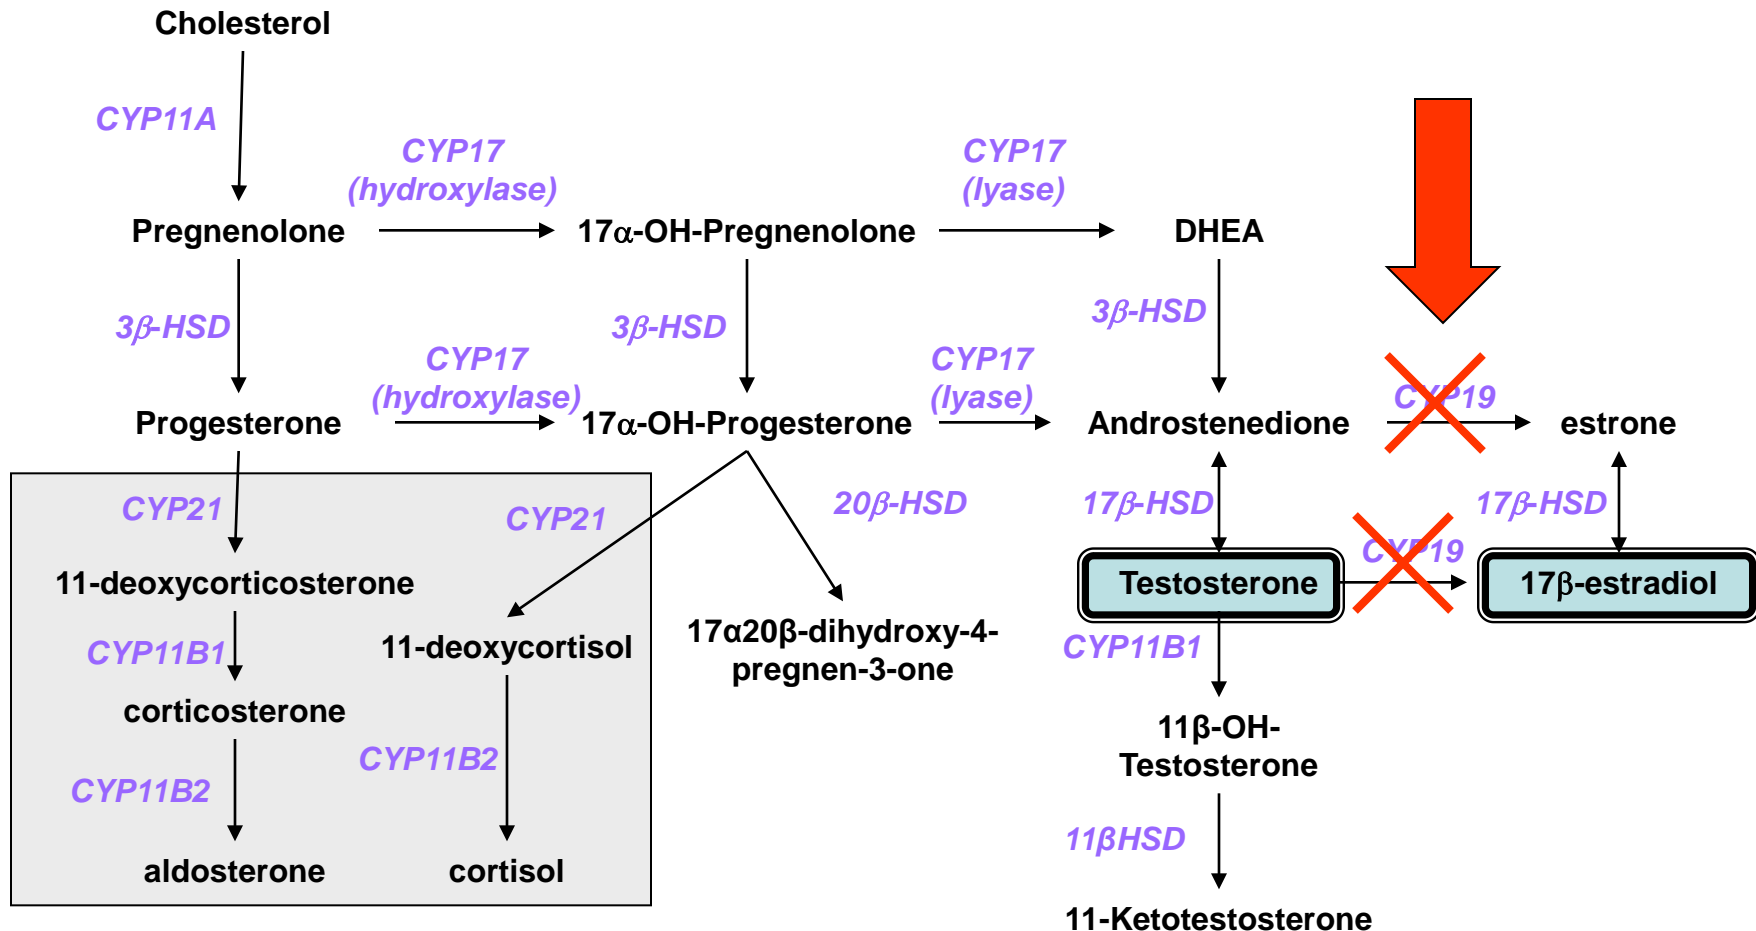 Cholesterol
CYP11A
CYP17
(hydroxylase)
CYP17
(lyase)
Pregnenolone
17α-OH-Pregnenolone
DHEA
3β-HSD
3β-HSD
3β-HSD
CYP17
(hydroxylase)
CYP17
(lyase)
CYP19
Progesterone
17α-OH-Progesterone
Androstenedione
estrone
CYP21
CYP21
20β-HSD
17β-HSD
17β-HSD
CYP19
11-deoxycorticosterone
Testosterone
17β-estradiol
CYP11B1
11-deoxycortisol
17α20β-dihydroxy-4-
pregnen-3-one
CYP11B1
corticosterone
11β-OH-
Testosterone
CYP11B2
CYP11B2
11βHSD
aldosterone
cortisol
11-Ketotestosterone